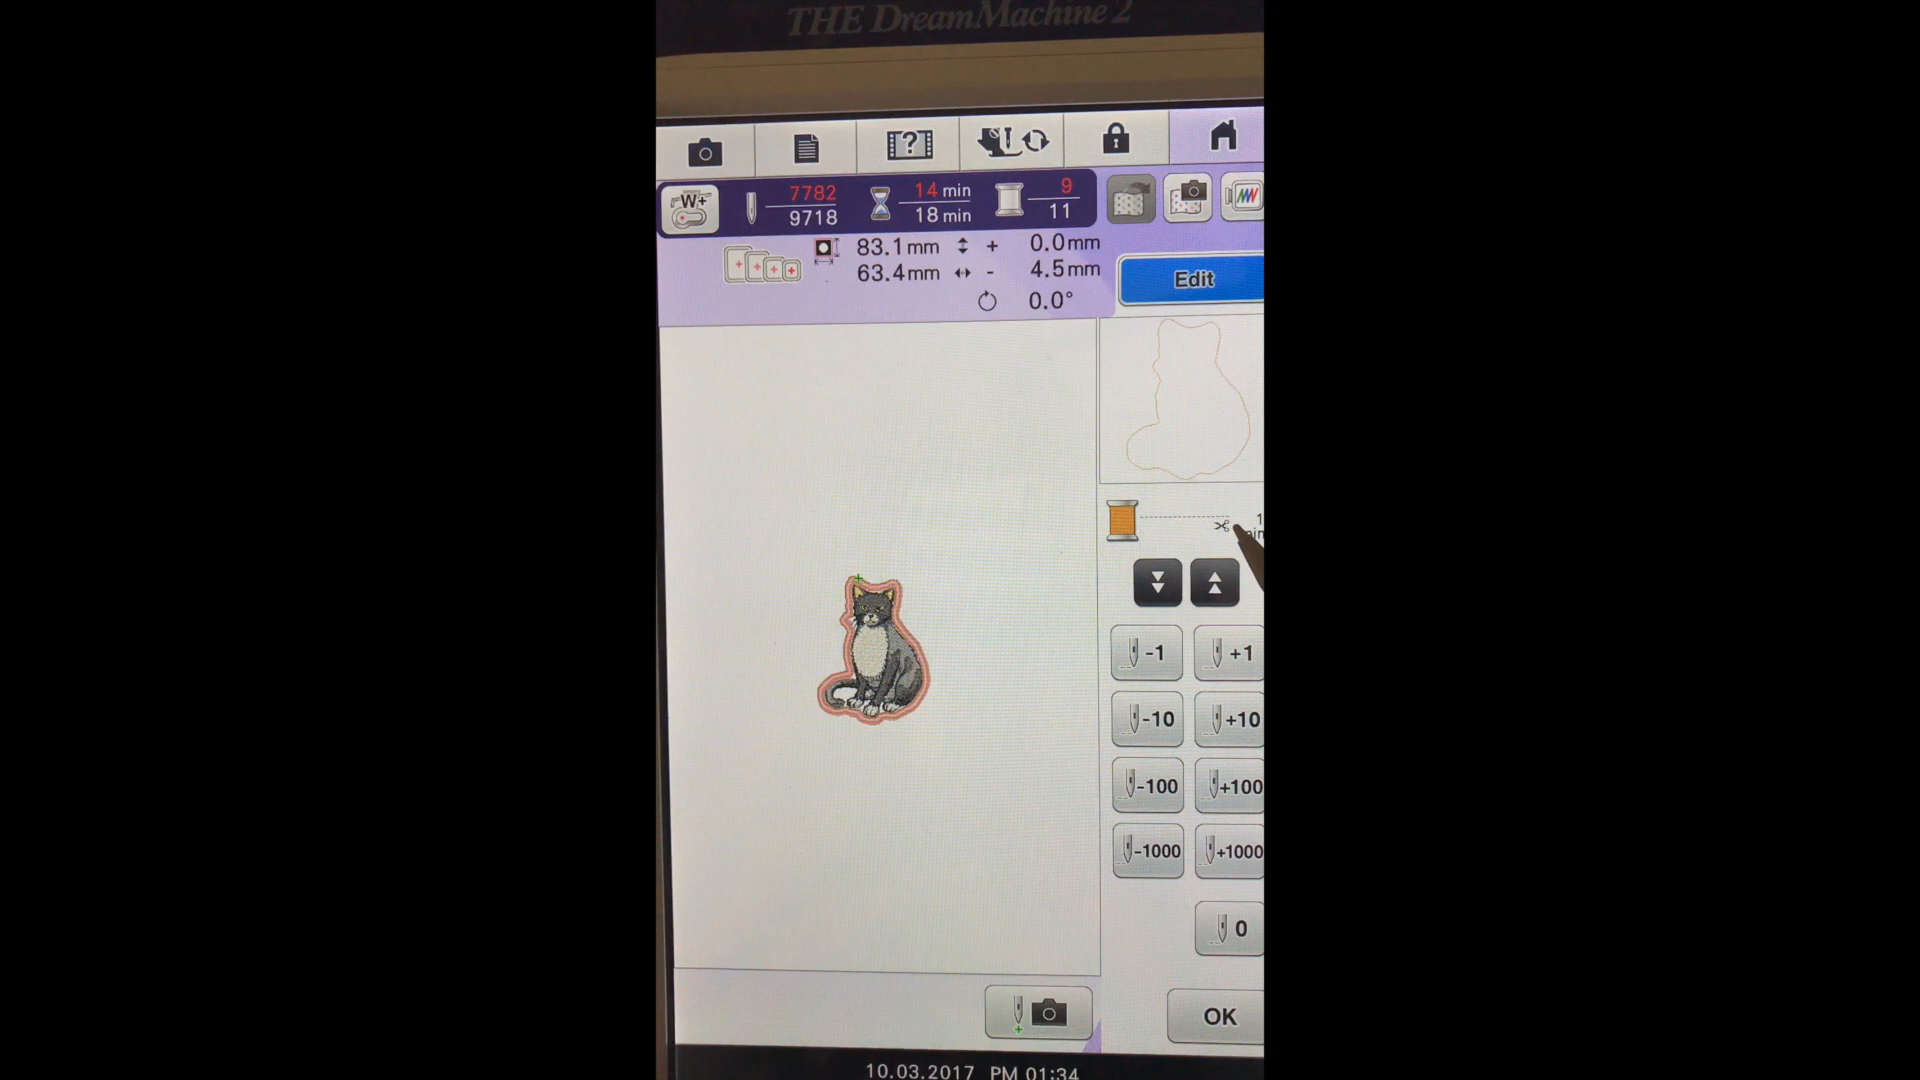 THE DreamMachine 2
?
W+
7782
9718
14 min
18 min
9
11
83.1 mm + 0.0 mm
63.4 mm - 4.5 mm
0.0°
Edit
-1 +1
-10 +10
-100 +100
-1000 +1000
0
OK
10.03.2017 PM 01:34